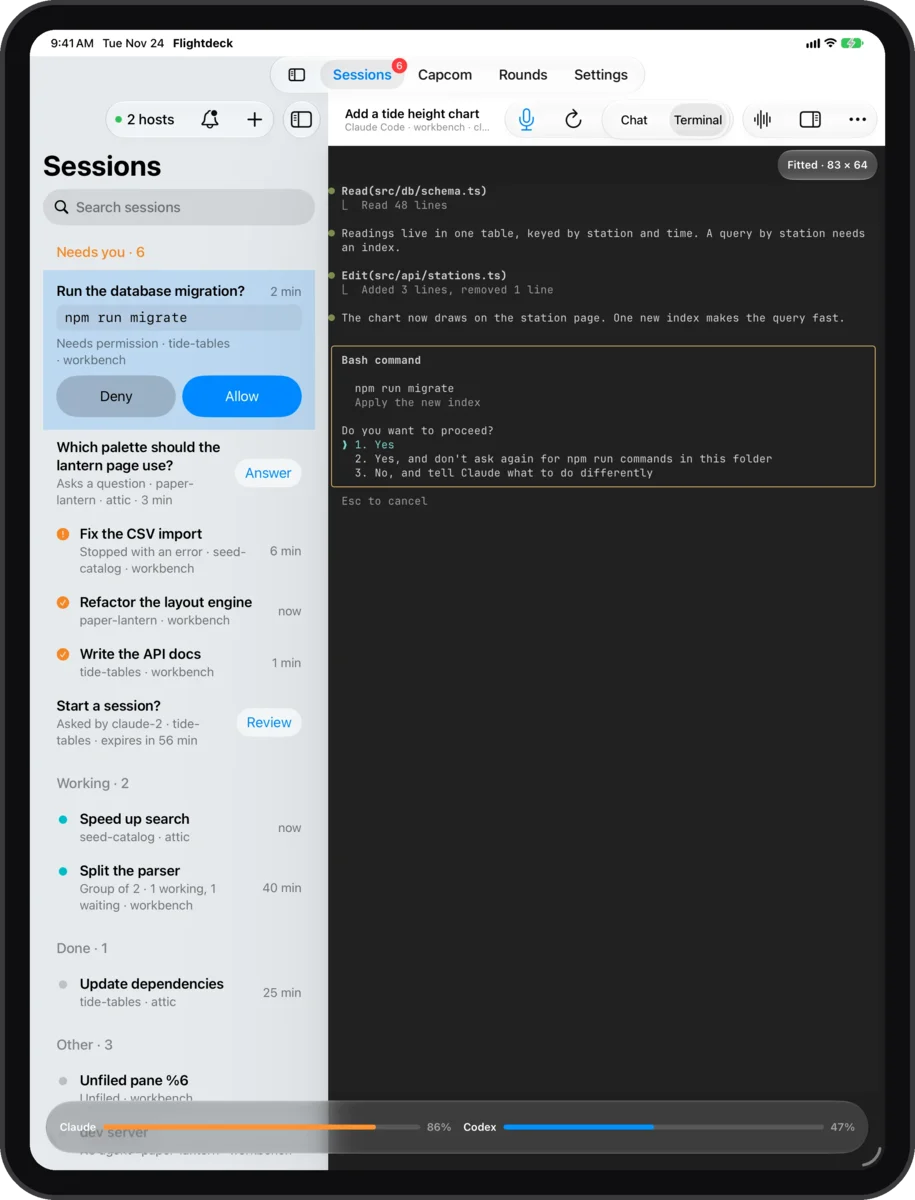 9:41 AM Tue Nov 24 Flightdeck
Sessions 6 Capcom Rounds Settings
2 hosts
Sessions
Search sessions
Needs you · 6
Run the database migration? 2 min
npm run migrate
Needs permission · tide-tables
· workbench
Deny Allow
Which palette should the
lantern page use?
Asks a question · paper-
lantern · attic · 3 min
Answer
Fix the CSV import
Stopped with an error · seed-
catalog · workbench
6 min
Refactor the layout engine
paper-lantern · workbench
now
Write the API docs
tide-tables · workbench
1 min
Start a session?
Asked by claude-2 · tide-
tables · expires in 56 min
Review
Working · 2
Speed up search
seed-catalog · attic
now
Split the parser
Group of 2 · 1 working, 1
waiting · workbench
40 min
Done · 1
Update dependencies
tide-tables · attic
25 min
Other · 3
Unfiled pane %6
Unfiled · workbench
dev server
No agent · paper-lantern · workbench
Add a tide height chart
Claude Code · workbench · cl...
Chat Terminal
Fitted · 83 × 64
Read(src/db/schema.ts)
Read 48 lines
Readings live in one table, keyed by station and time. A query by station needs
an index.
Edit(src/api/stations.ts)
Added 3 lines, removed 1 line
The chart now draws on the station page. One new index makes the query fast.
Bash command
npm run migrate
Apply the new index
Do you want to proceed?
❯ 1. Yes
2. Yes, and don't ask again for npm run commands in this folder
3. No, and tell Claude what to do differently
Esc to cancel
Claude 86% Codex 47%